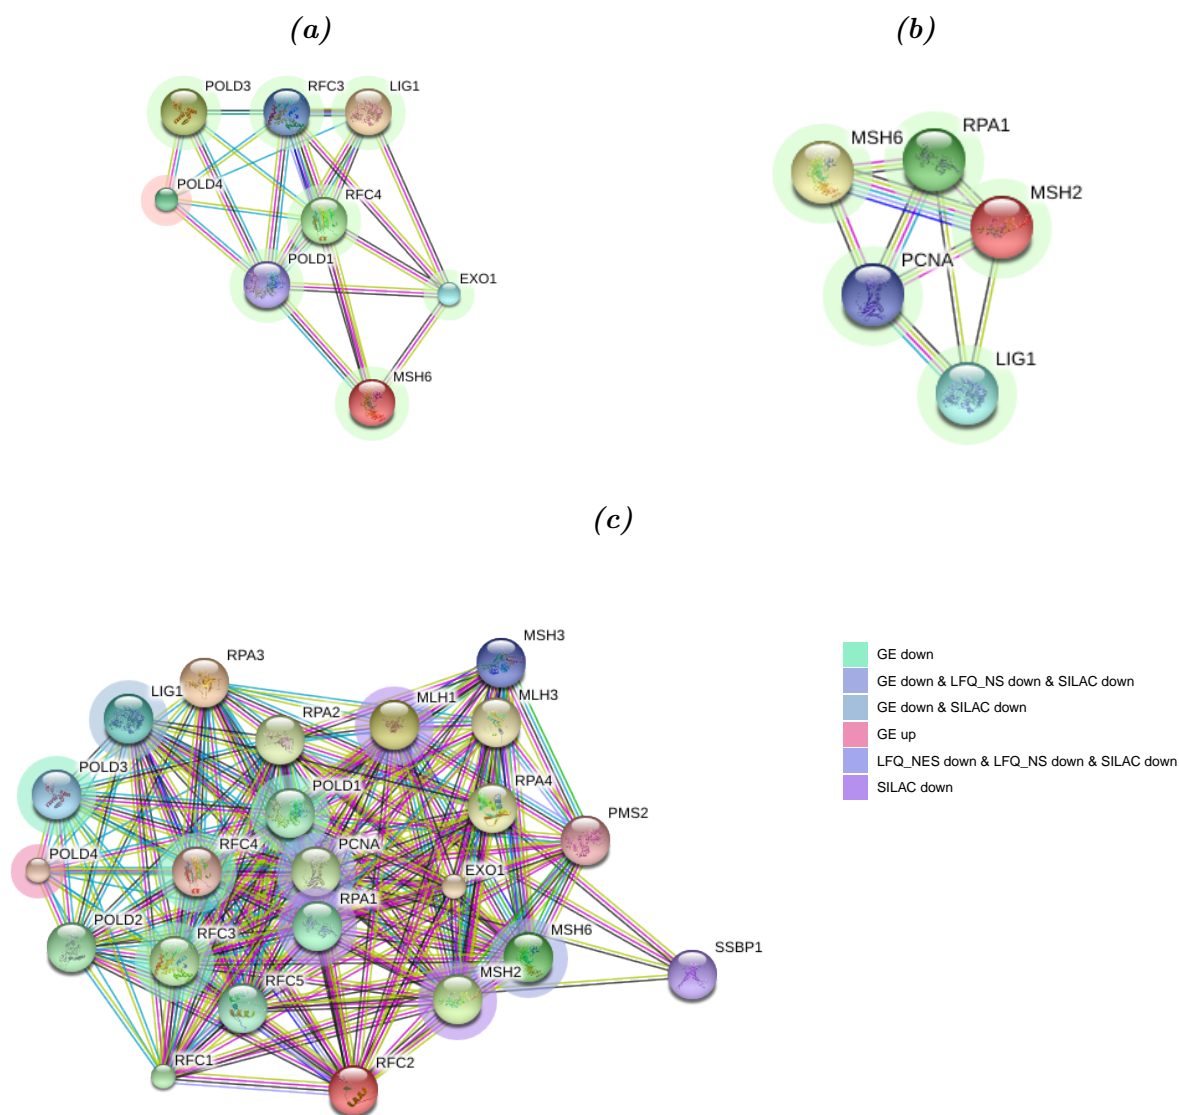 (a)
(b)
POLD3
RFC3
LIG1
POLD4
RFC4
POLD1
EXO1
MSH6
MSH6
RPA1
MSH2
PCNA
LIG1
(c)
MSH3
RPA3
LIG1
MLH1
MLH3
RPA2
POLD3
POLD1
RPA4
PMS2
RFC4
PCNA
POLD4
EXO1
RPA1
POLD2
RFC3
MSH6
SSBP1
MSH2
RFC5
RFC1
RFC2
GE down
GE down & LFQ_NS down & SILAC down
GE down & SILAC down
GE up
LFQ_NES down & LFQ_NS down & SILAC down
SILAC down